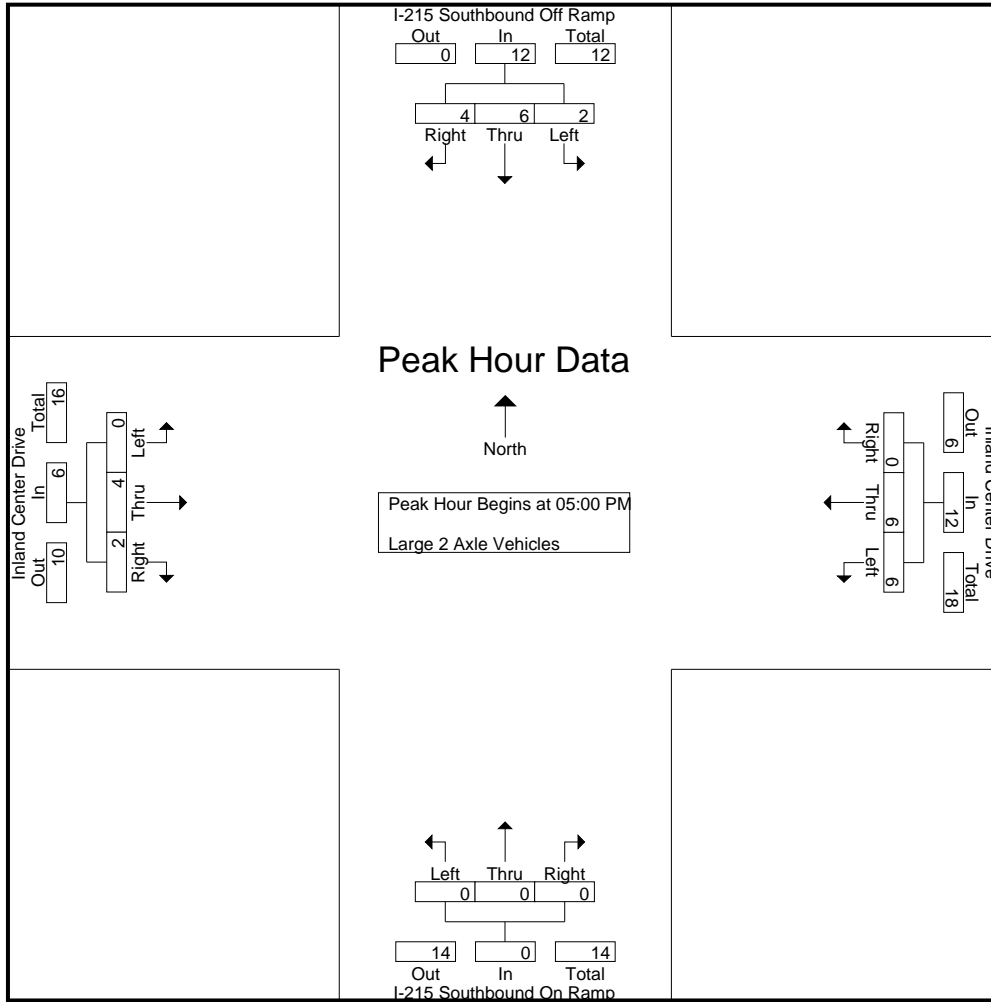 I-215 Southbound Off Ramp
Out In Total
0 12 12
4 6 2
Right Thru Left
Peak Hour Data
North
Peak Hour Begins at 05:00 PM
Large 2 Axle Vehicles
Inland Center Drive
Total In Out
16 6 10
0 4 2
Left Thru Right
Right Thru Left
0 6 6
Out In Total
6 12 18
Inland Center Drive
Left Thru Right
0 0 0
14 0 14
Out In Total
I-215 Southbound On Ramp